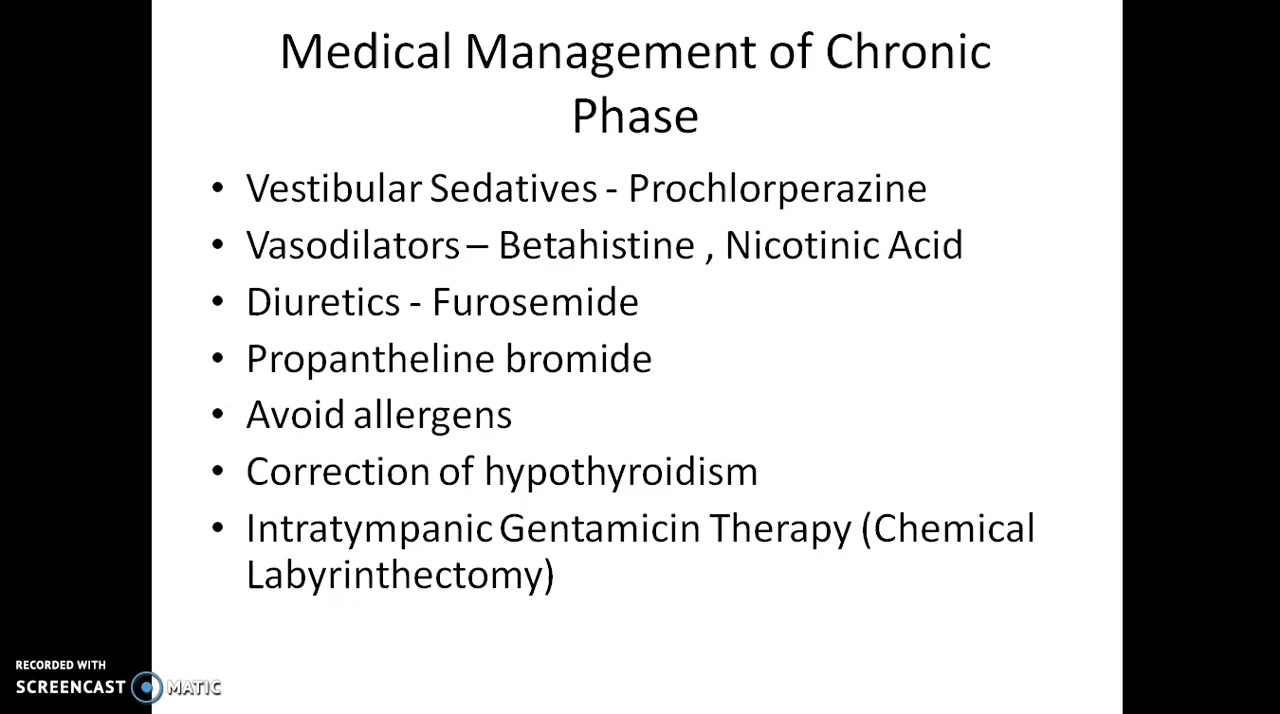 Medical Management of Chronic
Phase
• Vestibular Sedatives - Prochlorperazine
• Vasodilators – Betahistine , Nicotinic Acid
• Diuretics - Furosemide
• Propantheline bromide
• Avoid allergens
• Correction of hypothyroidism
• Intratympanic Gentamicin Therapy (Chemical
Labyrinthectomy)
RECORDED WITH
SCREENCAST MATIC